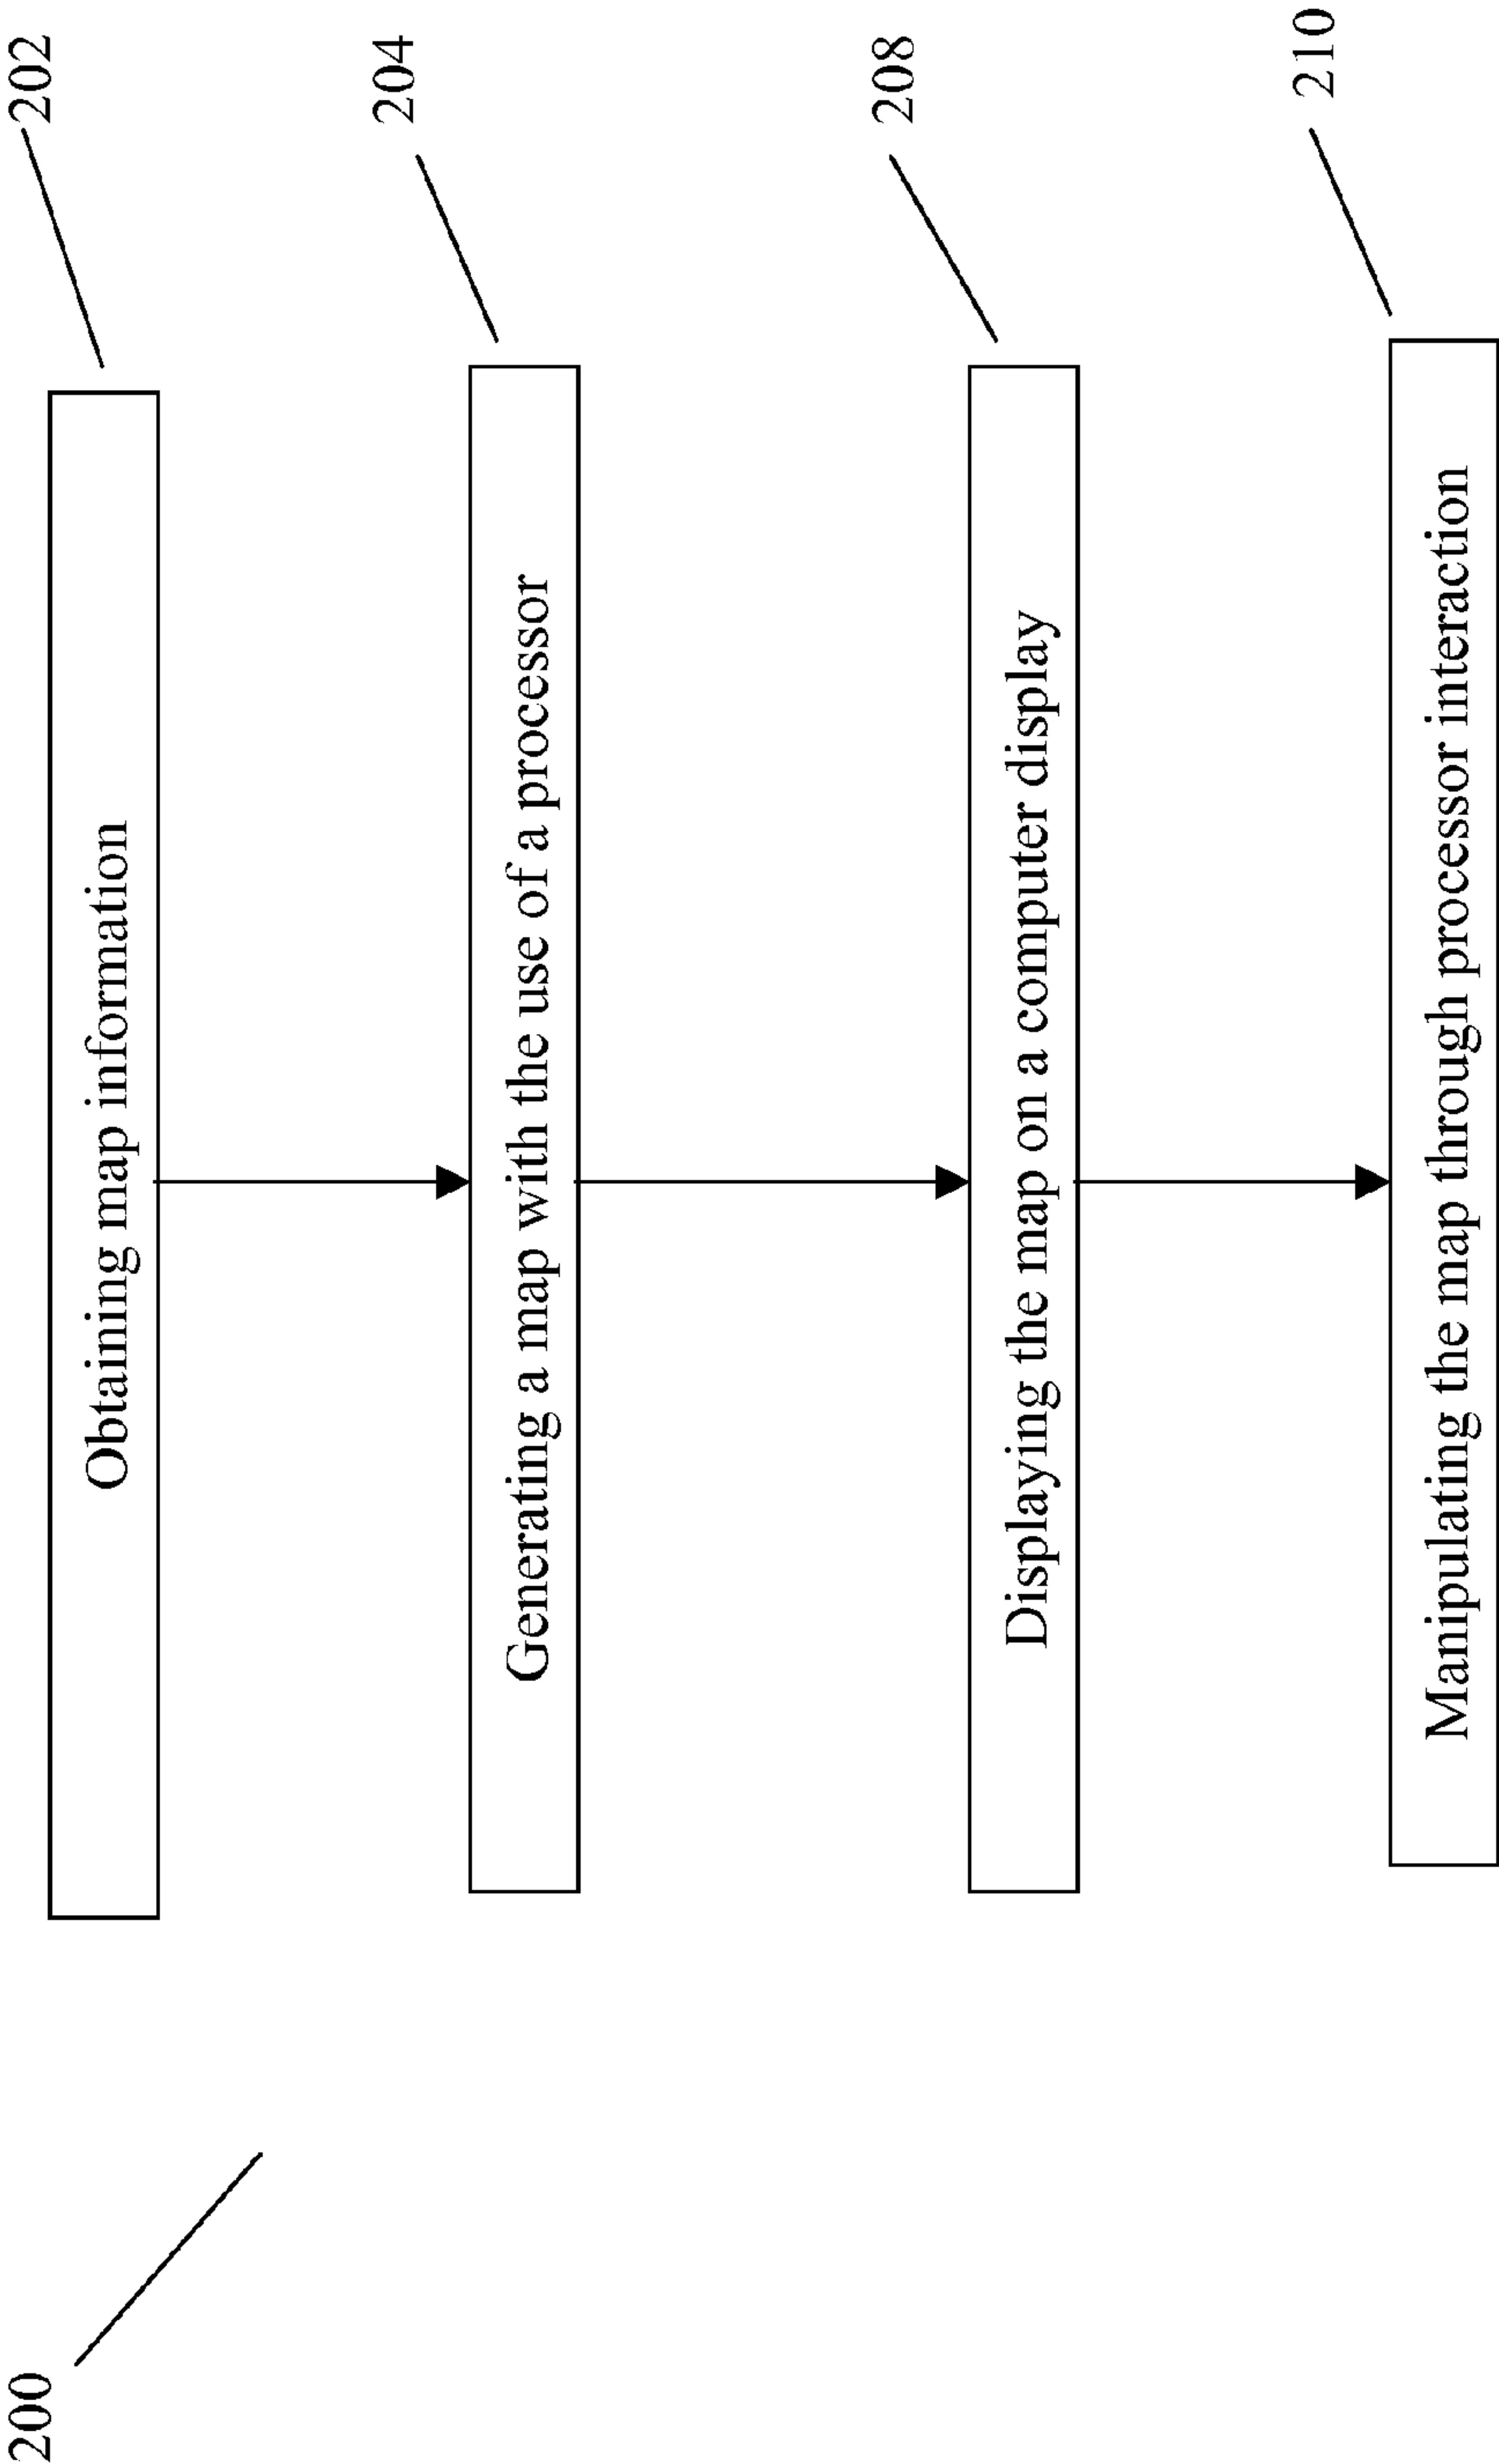 200
202
Obtaining map information
204
Generating a map with the use of a processor
208
Displaying the map on a computer display
210
Manipulating the map through processor interaction